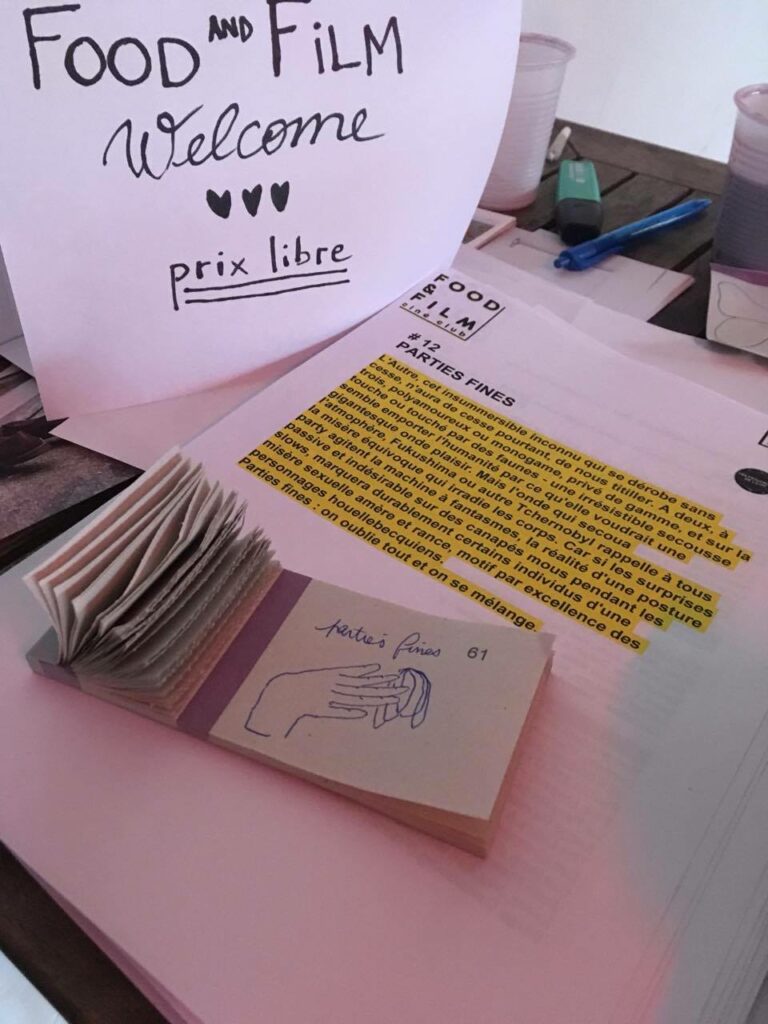 FOOD AND FILM
Welcome
prix libre
FOOD
& FILM
ciné club
# 12
PARTIES FINES
L'Autre, cet insummersible inconnu qui se dérobe sans
cesse, n'aura de cesse pourtant, de nous titiller. A deux, à
trois, polyamoureux ou monogame, privé de gamme, et sur la
touche ou touché par des faunes - une irrésistible secousse
semble emporter l'humanité par ce qu'elle voudrait une
gigantesque onde plaisir. Mais l'onde qui secoua
l'atmophère, Fukushima ou autre Tchernobyl rappelle à tous
la misère équivoque qui irradie les corps. Car si les surprises
party agitent la machine à fantasmes, la réalité d'une posture
passive et indésirable sur des canapés mous pendant les
slows, marquera durablement certains individus d'une
misère sexuelle amère et rance, motif par excellence des
personnages houellebecquiens.
Parties fines : on oublie tout et on se mélange.
parties fines 61